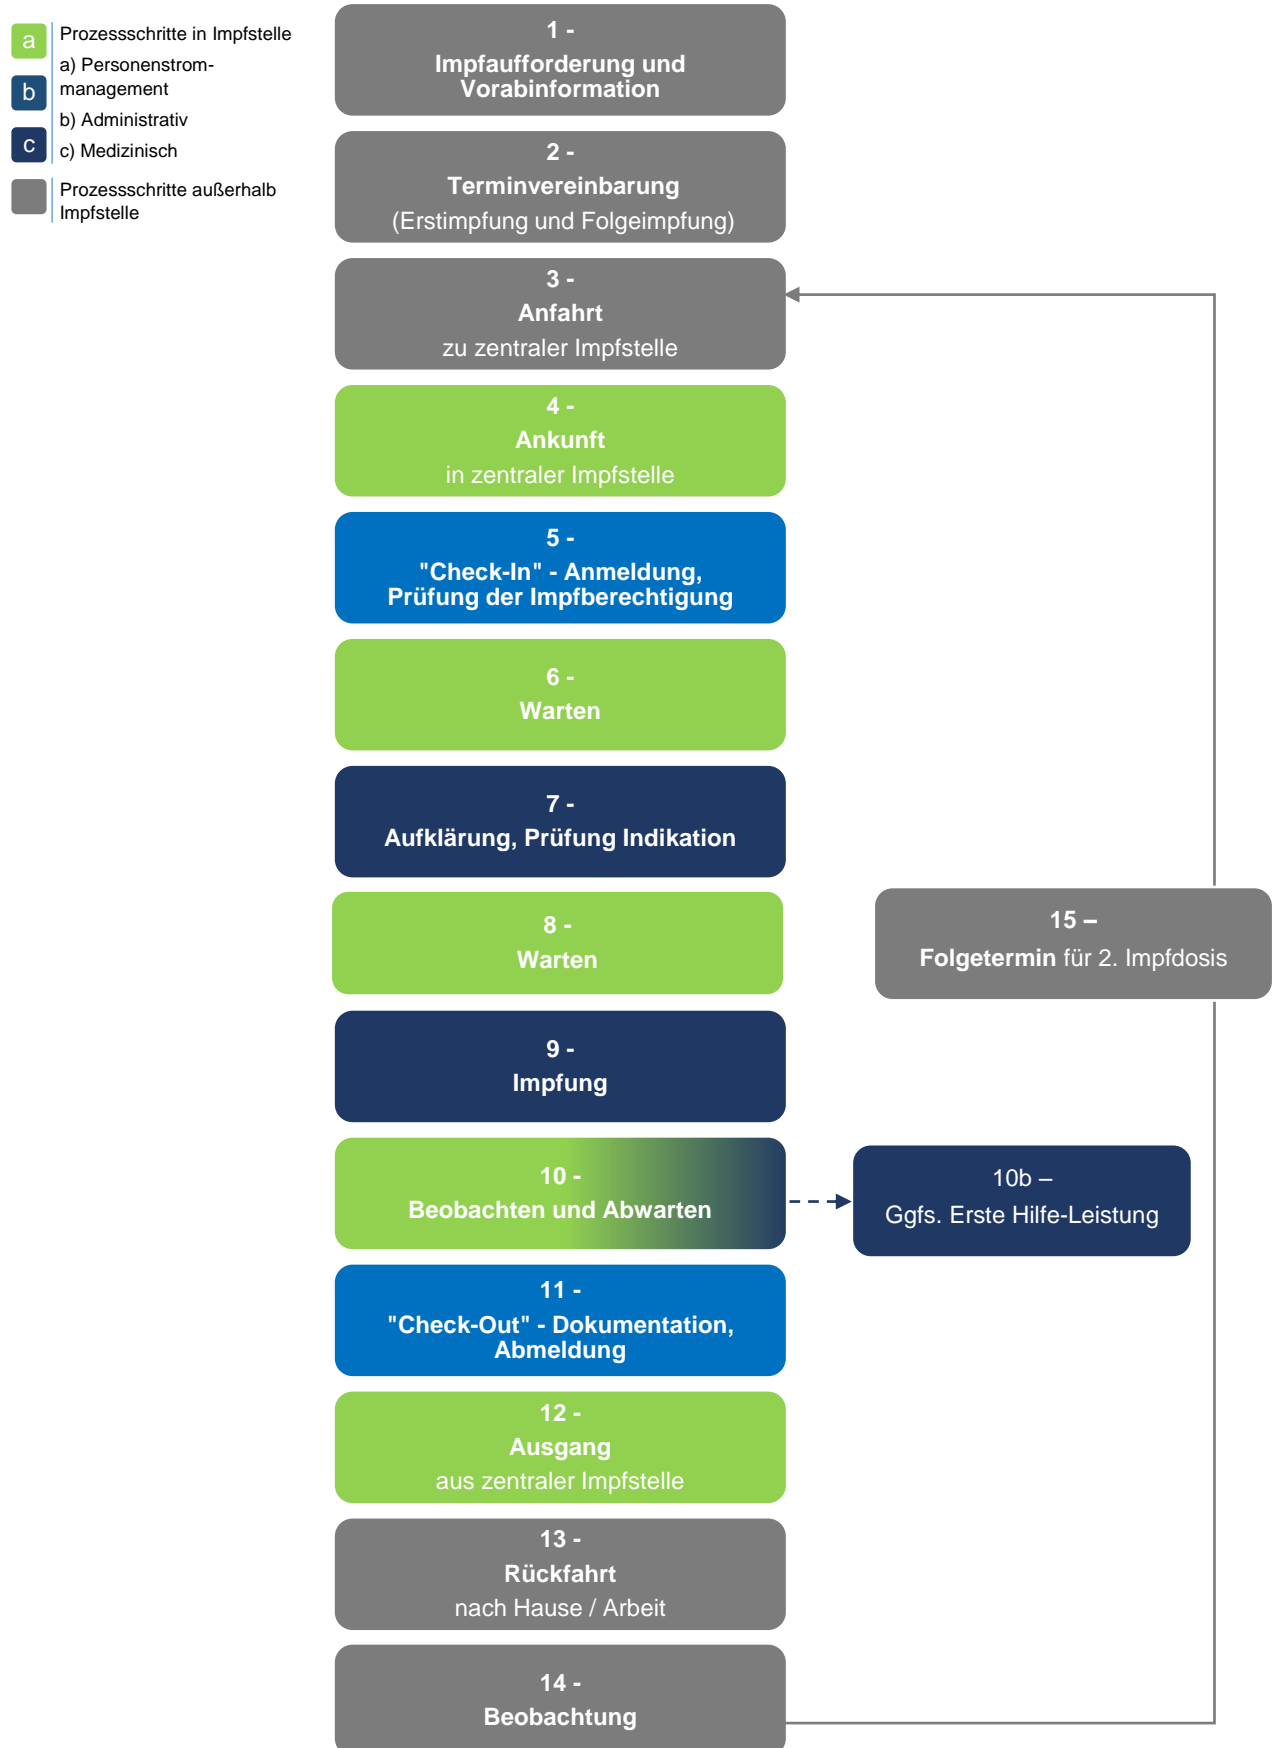 a
b
c
Prozessschritte in Impfstelle
a) Personenstrom-
management
b) Administrativ
c) Medizinisch
Prozessschritte außerhalb
Impfstelle
1 -
Impfaufforderung und
Vorabinformation
2 -
Terminvereinbarung
(Erstimpfung und Folgeimpfung)
3 -
Anfahrt
zu zentraler Impfstelle
4 -
Ankunft
in zentraler Impfstelle
5 -
"Check-In" - Anmeldung,
Prüfung der Impfberechtigung
6 -
Warten
7 -
Aufklärung, Prüfung Indikation
8 -
Warten
15 –
Folgetermin für 2. Impfdosis
9 -
Impfung
10 -
Beobachten und Abwarten
10b –
Ggfs. Erste Hilfe-Leistung
11 -
"Check-Out" - Dokumentation,
Abmeldung
12 -
Ausgang
aus zentraler Impfstelle
13 -
Rückfahrt
nach Hause / Arbeit
14 -
Beobachtung